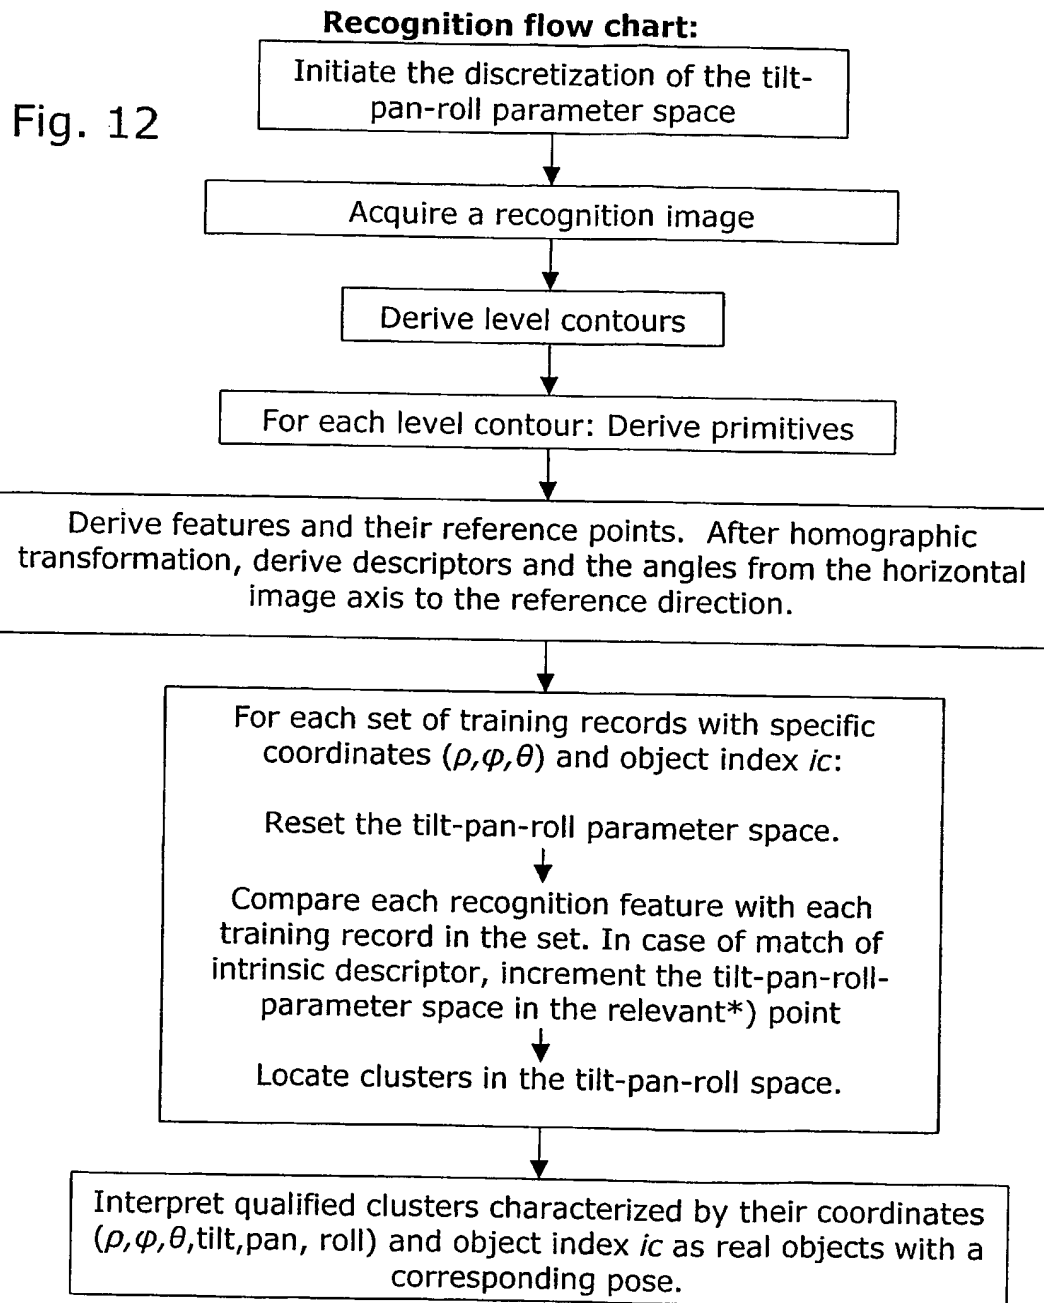 Recognition flow chart:
Fig. 12
Initiate the discretization of the tilt-
pan-roll parameter space
Acquire a recognition image
Derive level contours
For each level contour: Derive primitives
Derive features and their reference points. After homographic
transformation, derive descriptors and the angles from the horizontal
image axis to the reference direction.
For each set of training records with specific
coordinates (ρ,φ,θ) and object index ic:
Reset the tilt-pan-roll parameter space.
Compare each recognition feature with each
training record in the set. In case of match of
intrinsic descriptor, increment the tilt-pan-roll-
parameter space in the relevant*) point
Locate clusters in the tilt-pan-roll space.
Interpret qualified clusters characterized by their coordinates
(ρ,φ,θ,tilt,pan, roll) and object index ic as real objects with a
corresponding pose.